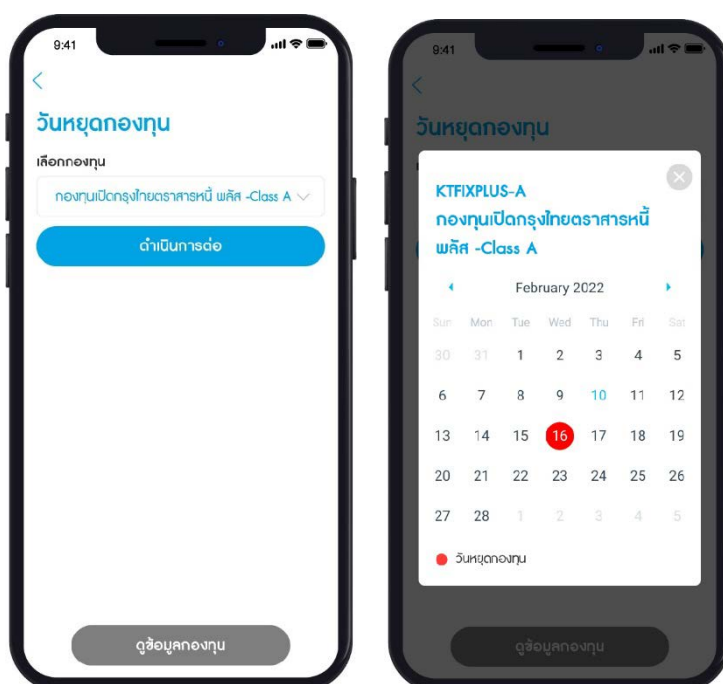 9:41
วันหยุดกองทุน
เลือกกองทุน
กองทุนเปิดกรุงไทยตราสารหนี้ พลัส -Class A
ดำเนินการต่อ
ดูข้อมูลกองทุน
9:41
วันหยุดกองทุน
KTFIXPLUS-A
กองทุนเปิดกรุงไทยตราสารหนี้
พลัส -Class A
February 2022
Sun Mon Tue Wed Thu Fri Sat
30 31 1 2 3 4 5
6 7 8 9 10 11 12
13 14 15 16 17 18 19
20 21 22 23 24 25 26
27 28 1 2 3 4 5
วันหยุดกองทุน
ดูข้อมูลกองทุน